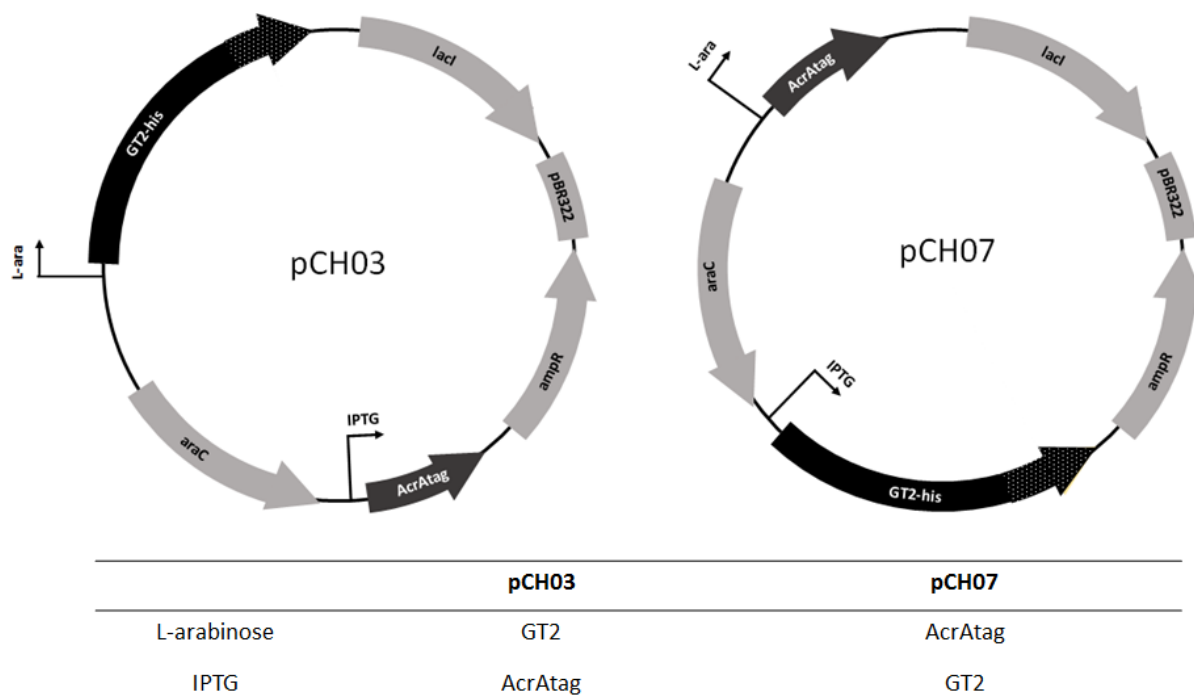 GT2-his
lacI
pBR322
ampR
AcrAtag
IPTG
araC
L-ara
pCH03
AcrAtag
lacI
pBR322
ampR
GT2-his
IPTG
araC
L-ara
pCH07
pCH03 pCH07
L-arabinose GT2 AcrAtag
IPTG AcrAtag GT2